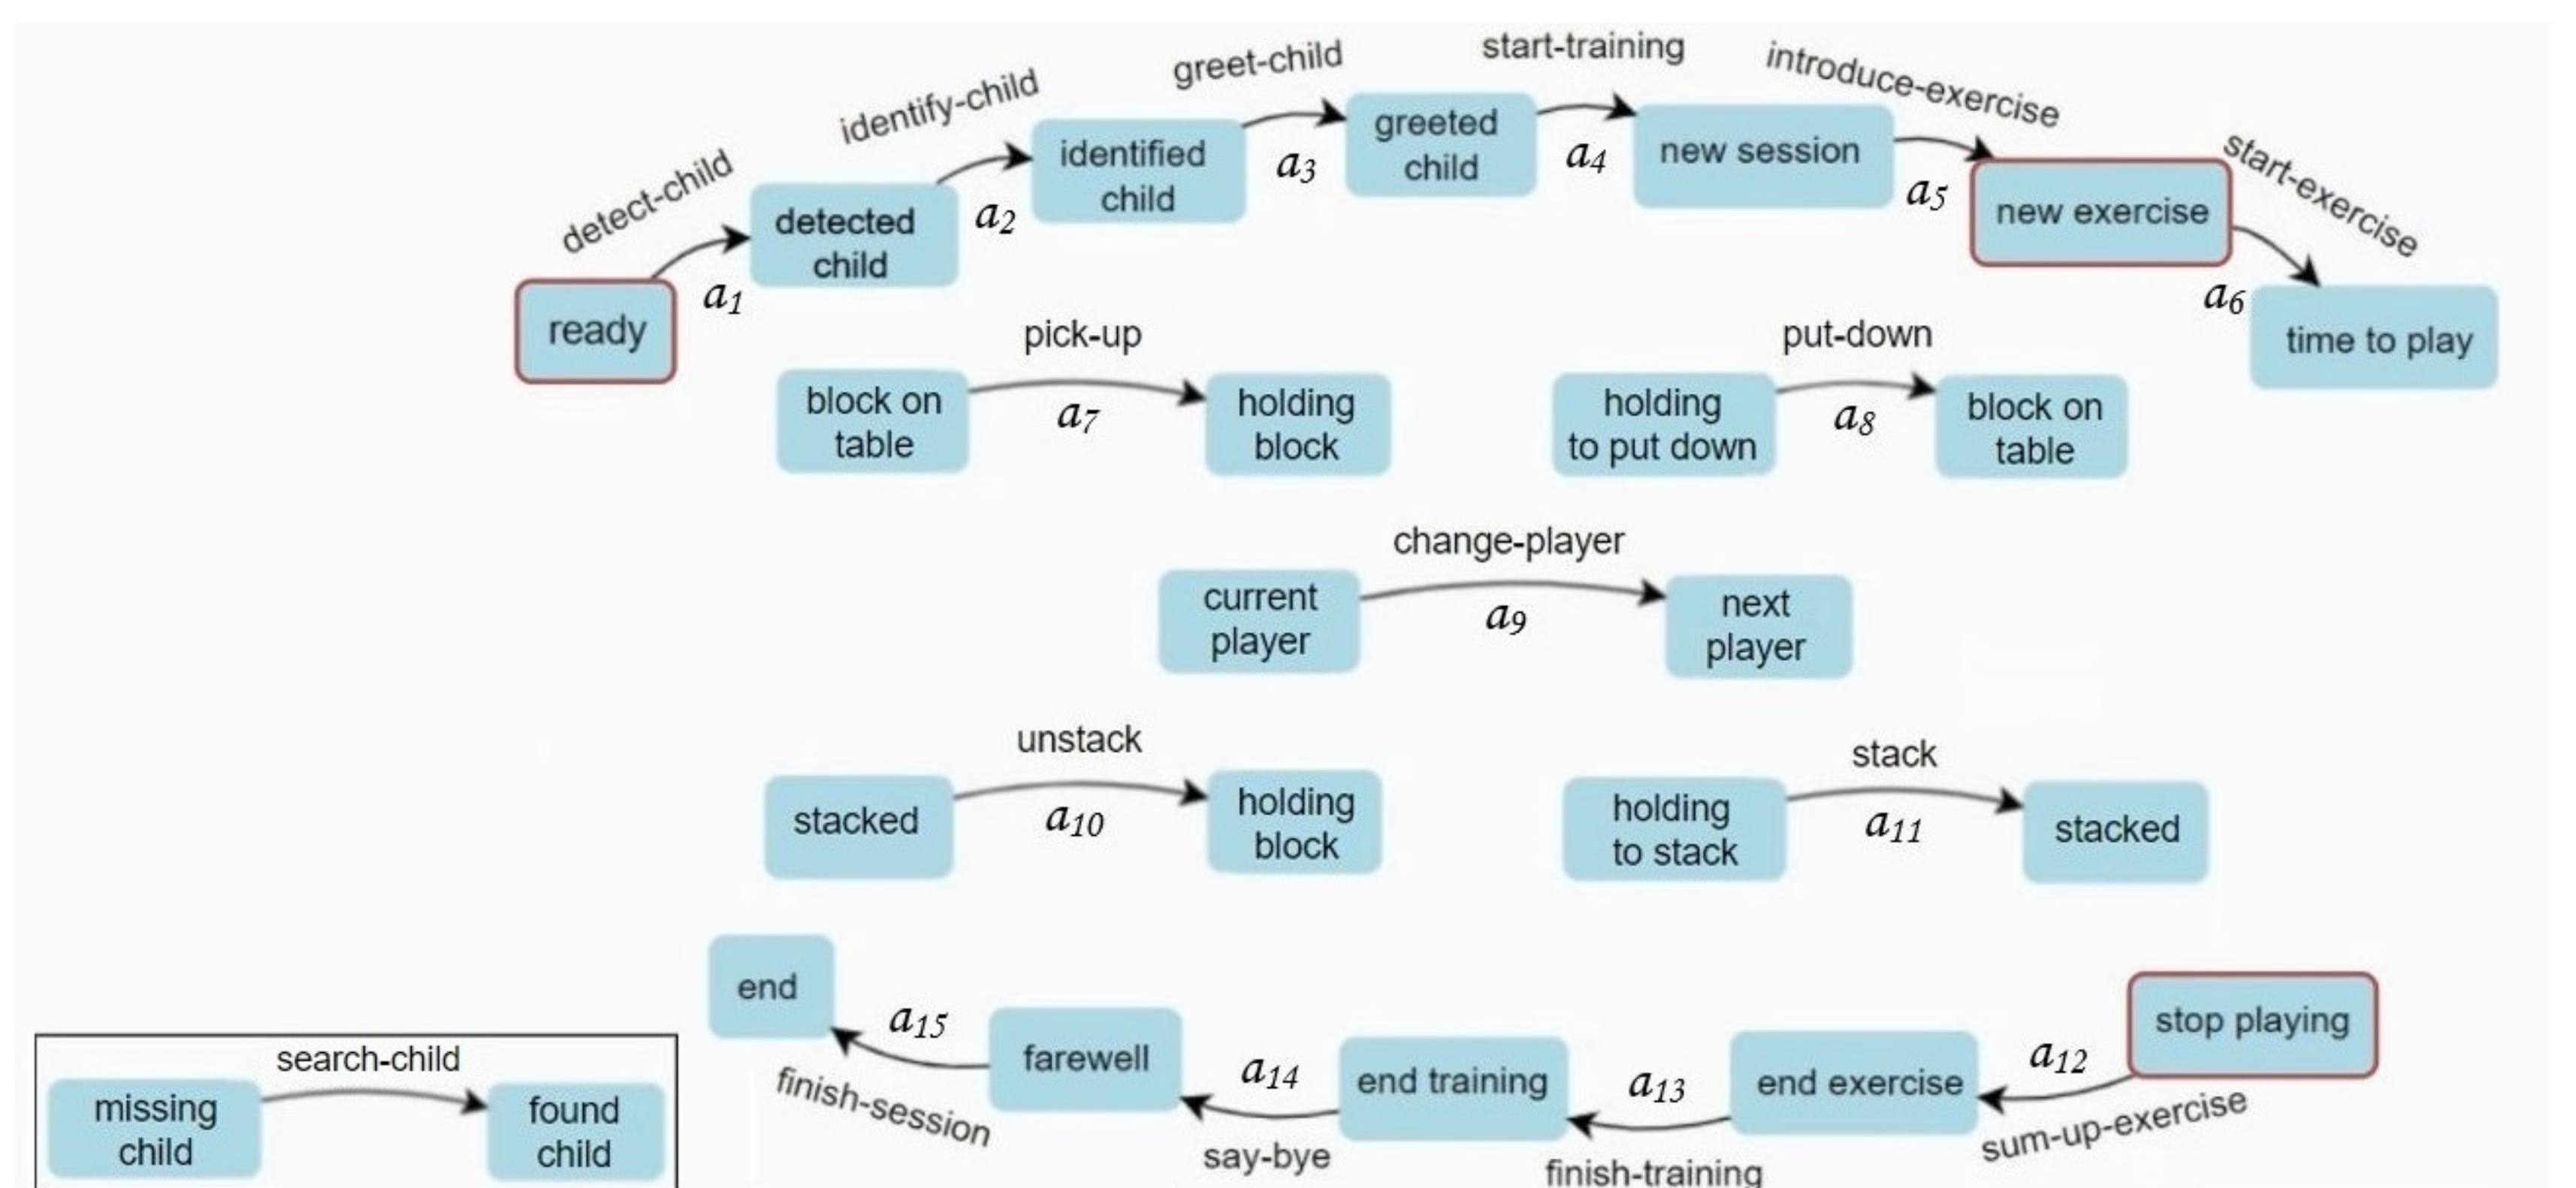 detect-child
identify-child
greet-child
start-training
introduce-exercise
start-exercise
ready
a1
detected
child
a2
identified
child
a3
greeted
child
a4
new session
a5
new exercise
a6
time to play
pick-up
block on
table
a7
holding
block
put-down
holding
to put down
a8
block on
table
change-player
current
player
a9
next
player
unstack
stacked
a10
holding
block
stack
holding
to stack
a11
stacked
stop playing
a12
sum-up-exercise
end exercise
a13
finish-training
end training
a14
say-bye
farewell
a15
finish-session
end
search-child
missing
child
found
child